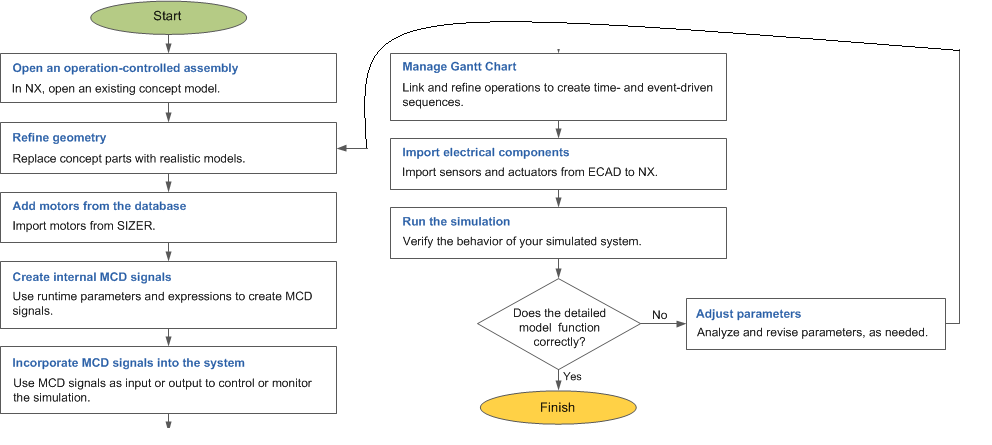 Start
Open an operation-controlled assembly
In NX, open an existing concept model.
Refine geometry
Replace concept parts with realistic models.
Add motors from the database
Import motors from SIZER.
Create internal MCD signals
Use runtime parameters and expressions to create MCD
signals.
Incorporate MCD signals into the system
Use MCD signals as input or output to control or monitor
the simulation.
Manage Gantt Chart
Link and refine operations to create time- and event-driven
sequences.
Import electrical components
Import sensors and actuators from ECAD to NX.
Run the simulation
Verify the behavior of your simulated system.
Does the detailed
model function
correctly?
No
Adjust parameters
Analyze and revise parameters, as needed.
Yes
Finish